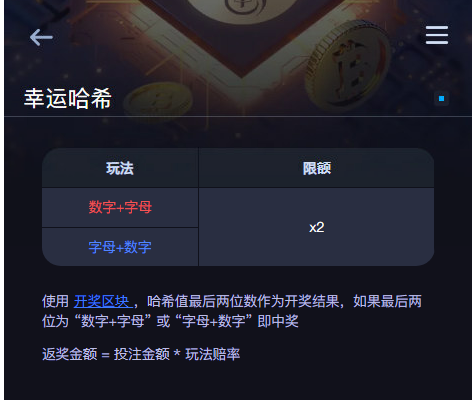 幸运哈希
玩法 限额
数字+字母
x2
字母+数字
使用 开奖区块 ，哈希值最后两位数作为开奖结果，如果最后两
位为 “数字+字母” 或 “字母+数字” 即中奖
返奖金额 = 投注金额 * 玩法赔率